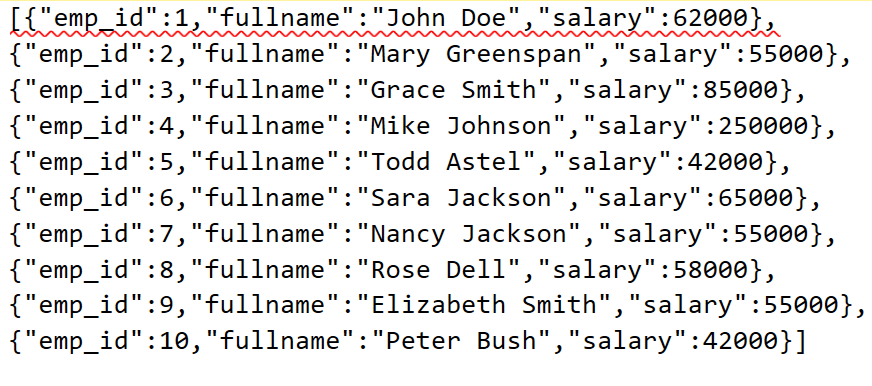 [{"emp_id":1,"fullname":"John Doe","salary":62000},
{"emp_id":2,"fullname":"Mary Greenspan","salary":55000},
{"emp_id":3,"fullname":"Grace Smith","salary":85000},
{"emp_id":4,"fullname":"Mike Johnson","salary":250000},
{"emp_id":5,"fullname":"Todd Astel","salary":42000},
{"emp_id":6,"fullname":"Sara Jackson","salary":65000},
{"emp_id":7,"fullname":"Nancy Jackson","salary":55000},
{"emp_id":8,"fullname":"Rose Dell","salary":58000},
{"emp_id":9,"fullname":"Elizabeth Smith","salary":55000},
{"emp_id":10,"fullname":"Peter Bush","salary":42000}]